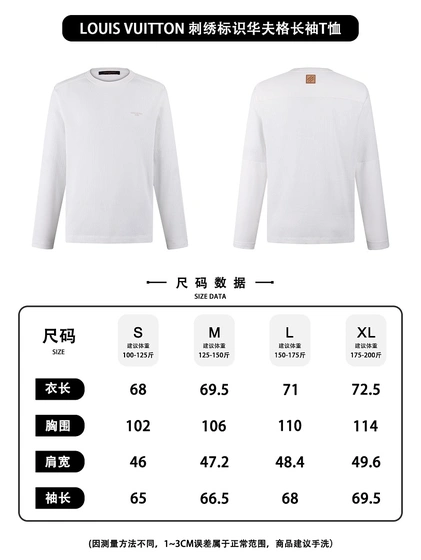 LOUIS VUITTON 刺绣标识华夫格长袖T恤
尺码数据
SIZE DATA
尺码 S M L XL
SIZE 建议体重 建议体重 建议体重 建议体重
100-125斤 125-150斤 150-175斤 175-200斤
衣长 68 69.5 71 72.5
胸围 102 106 110 114
肩宽 46 47.2 48.4 49.6
袖长 65 66.5 68 69.5
(因测量方法不同，1~3CM误差属于正常范围，商品建议手洗)